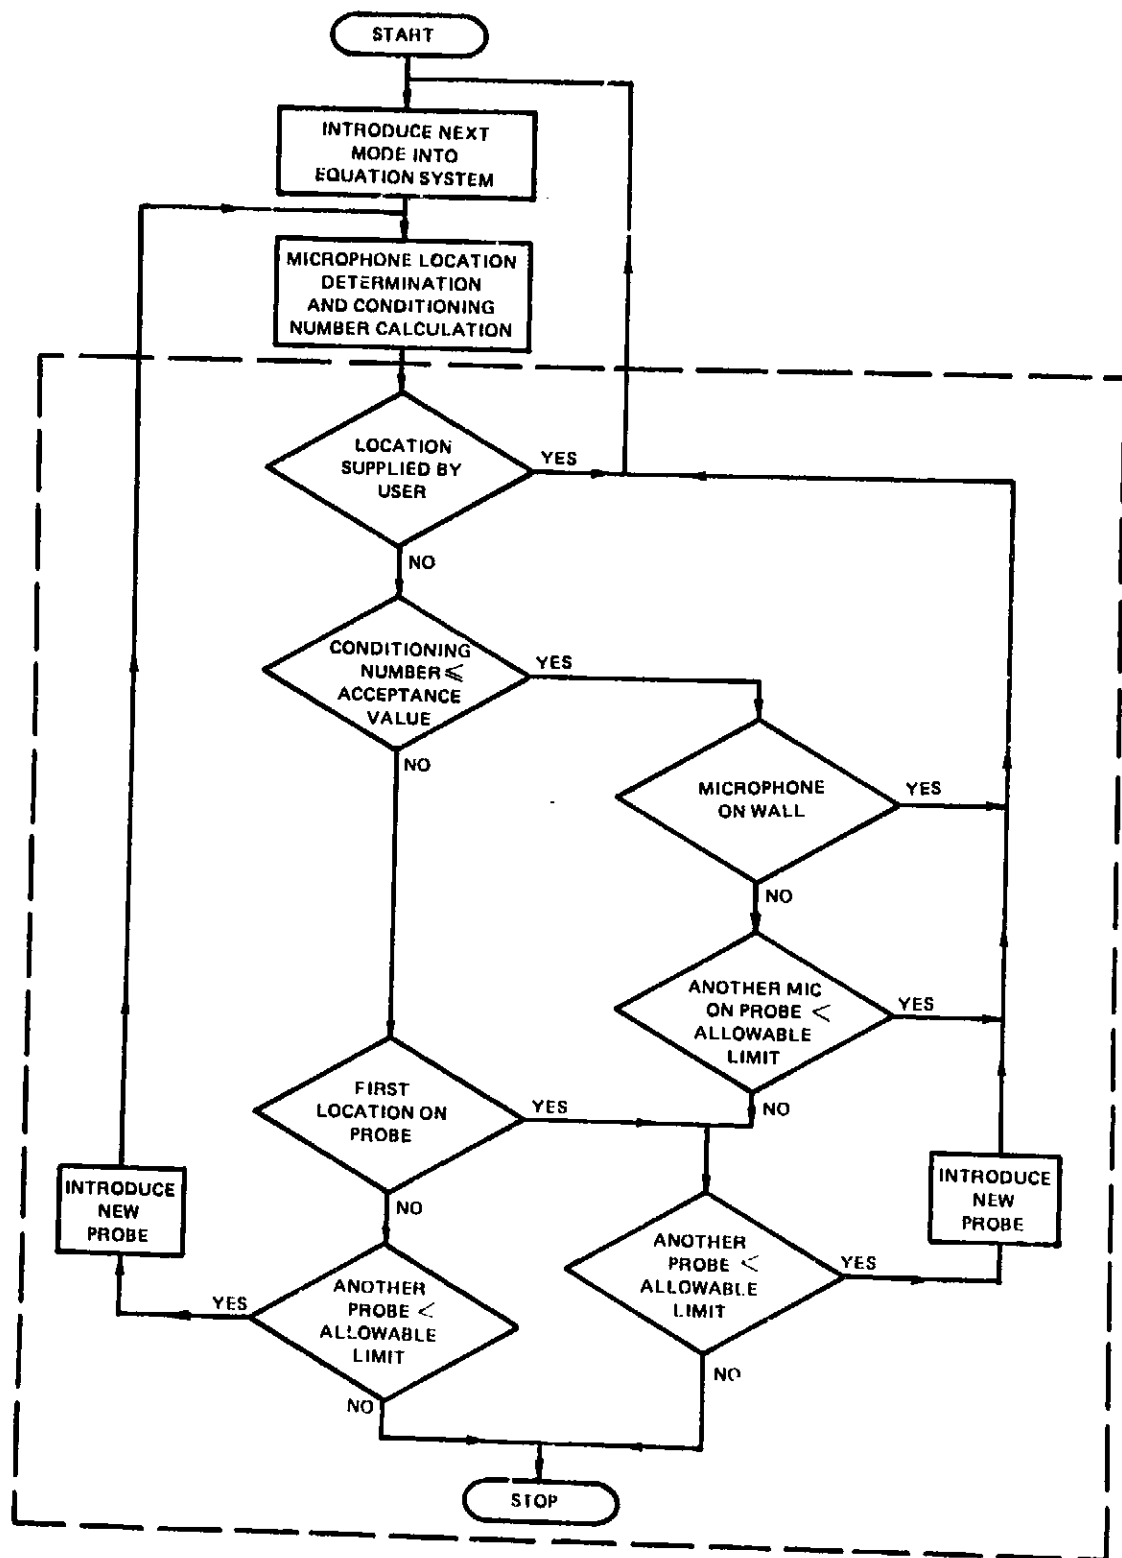 START
INTRODUCE NEXT
MODE INTO
EQUATION SYSTEM
MICROPHONE LOCATION
DETERMINATION
AND CONDITIONING
NUMBER CALCULATION
LOCATION
SUPPLIED BY
USER
YES
NO
CONDITIONING
NUMBER ⩽
ACCEPTANCE
VALUE
YES
NO
MICROPHONE
ON WALL
YES
NO
ANOTHER MIC
ON PROBE <
ALLOWABLE
LIMIT
YES
NO
FIRST
LOCATION ON
PROBE
YES
NO
INTRODUCE
NEW
PROBE
INTRODUCE
NEW
PROBE
ANOTHER
PROBE <
ALLOWABLE
LIMIT
YES
NO
ANOTHER
PROBE <
ALLOWABLE
LIMIT
YES
NO
STOP